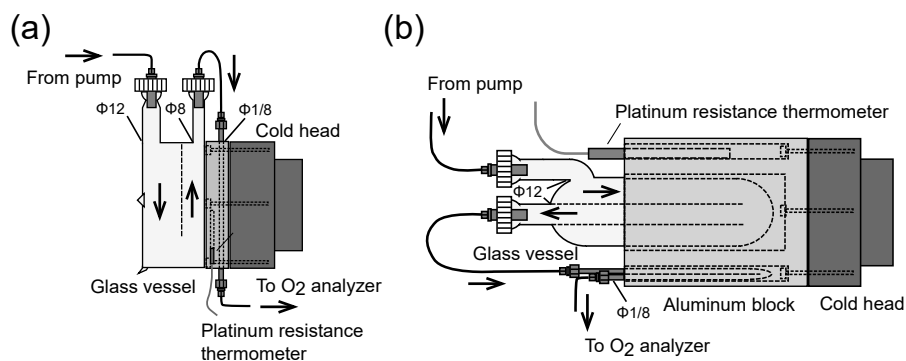 (a)
From pump
Φ12
Φ8
Φ1/8
Cold head
Glass vessel
To O2 analyzer
Platinum resistance
thermometer
(b)
From pump
Platinum resistance
thermometer
Φ12
Glass vessel
Φ1/8
Aluminum block
Cold head
To O2 analyzer